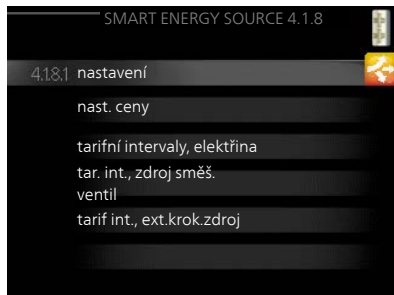 SMART ENERGY SOURCE 4.1.8
4.1.8.1 nastavení
nast. ceny
tarifní intervaly, elektřina
tar. int., zdroj směš.
ventil
tarif int., ext.krok.zdroj